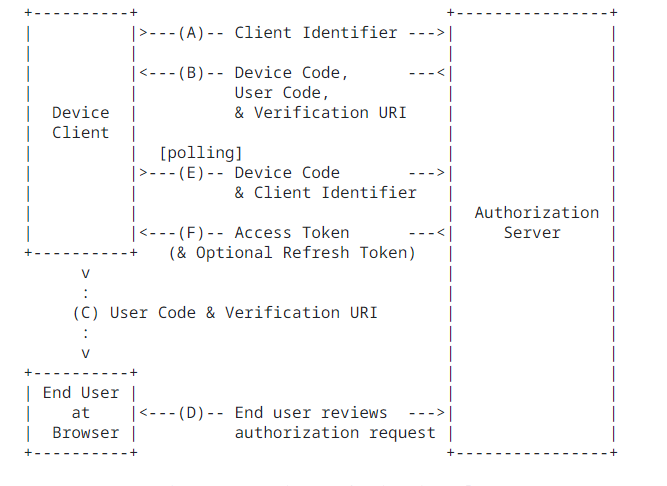 +----------+                                +----------------+
|          |>---(A)-- Client Identifier --->|                |
|          |                                |                |
|          |<---(B)-- Device Code,      ---<|                |
|          |          User Code,            |                |
|  Device  |          & Verification URI    |                |
|  Client  |                                |                |
|          |  [polling]                     |                |
|          |>---(E)-- Device Code       --->|                |
|          |          & Client Identifier   |                |
|          |                                |  Authorization |
|          |<---(F)-- Access Token      ---<|     Server     |
+----------+   (& Optional Refresh Token)   |                |
      v                                     |                |
      :                                     |                |
     (C) User Code & Verification URI       |                |
      :                                     |                |
      v                                     |                |
+----------+                                |                |
| End User |                                |                |
|    at    |<---(D)-- End user reviews  --->|                |
|  Browser |          authorization request |                |
+----------+                                +----------------+